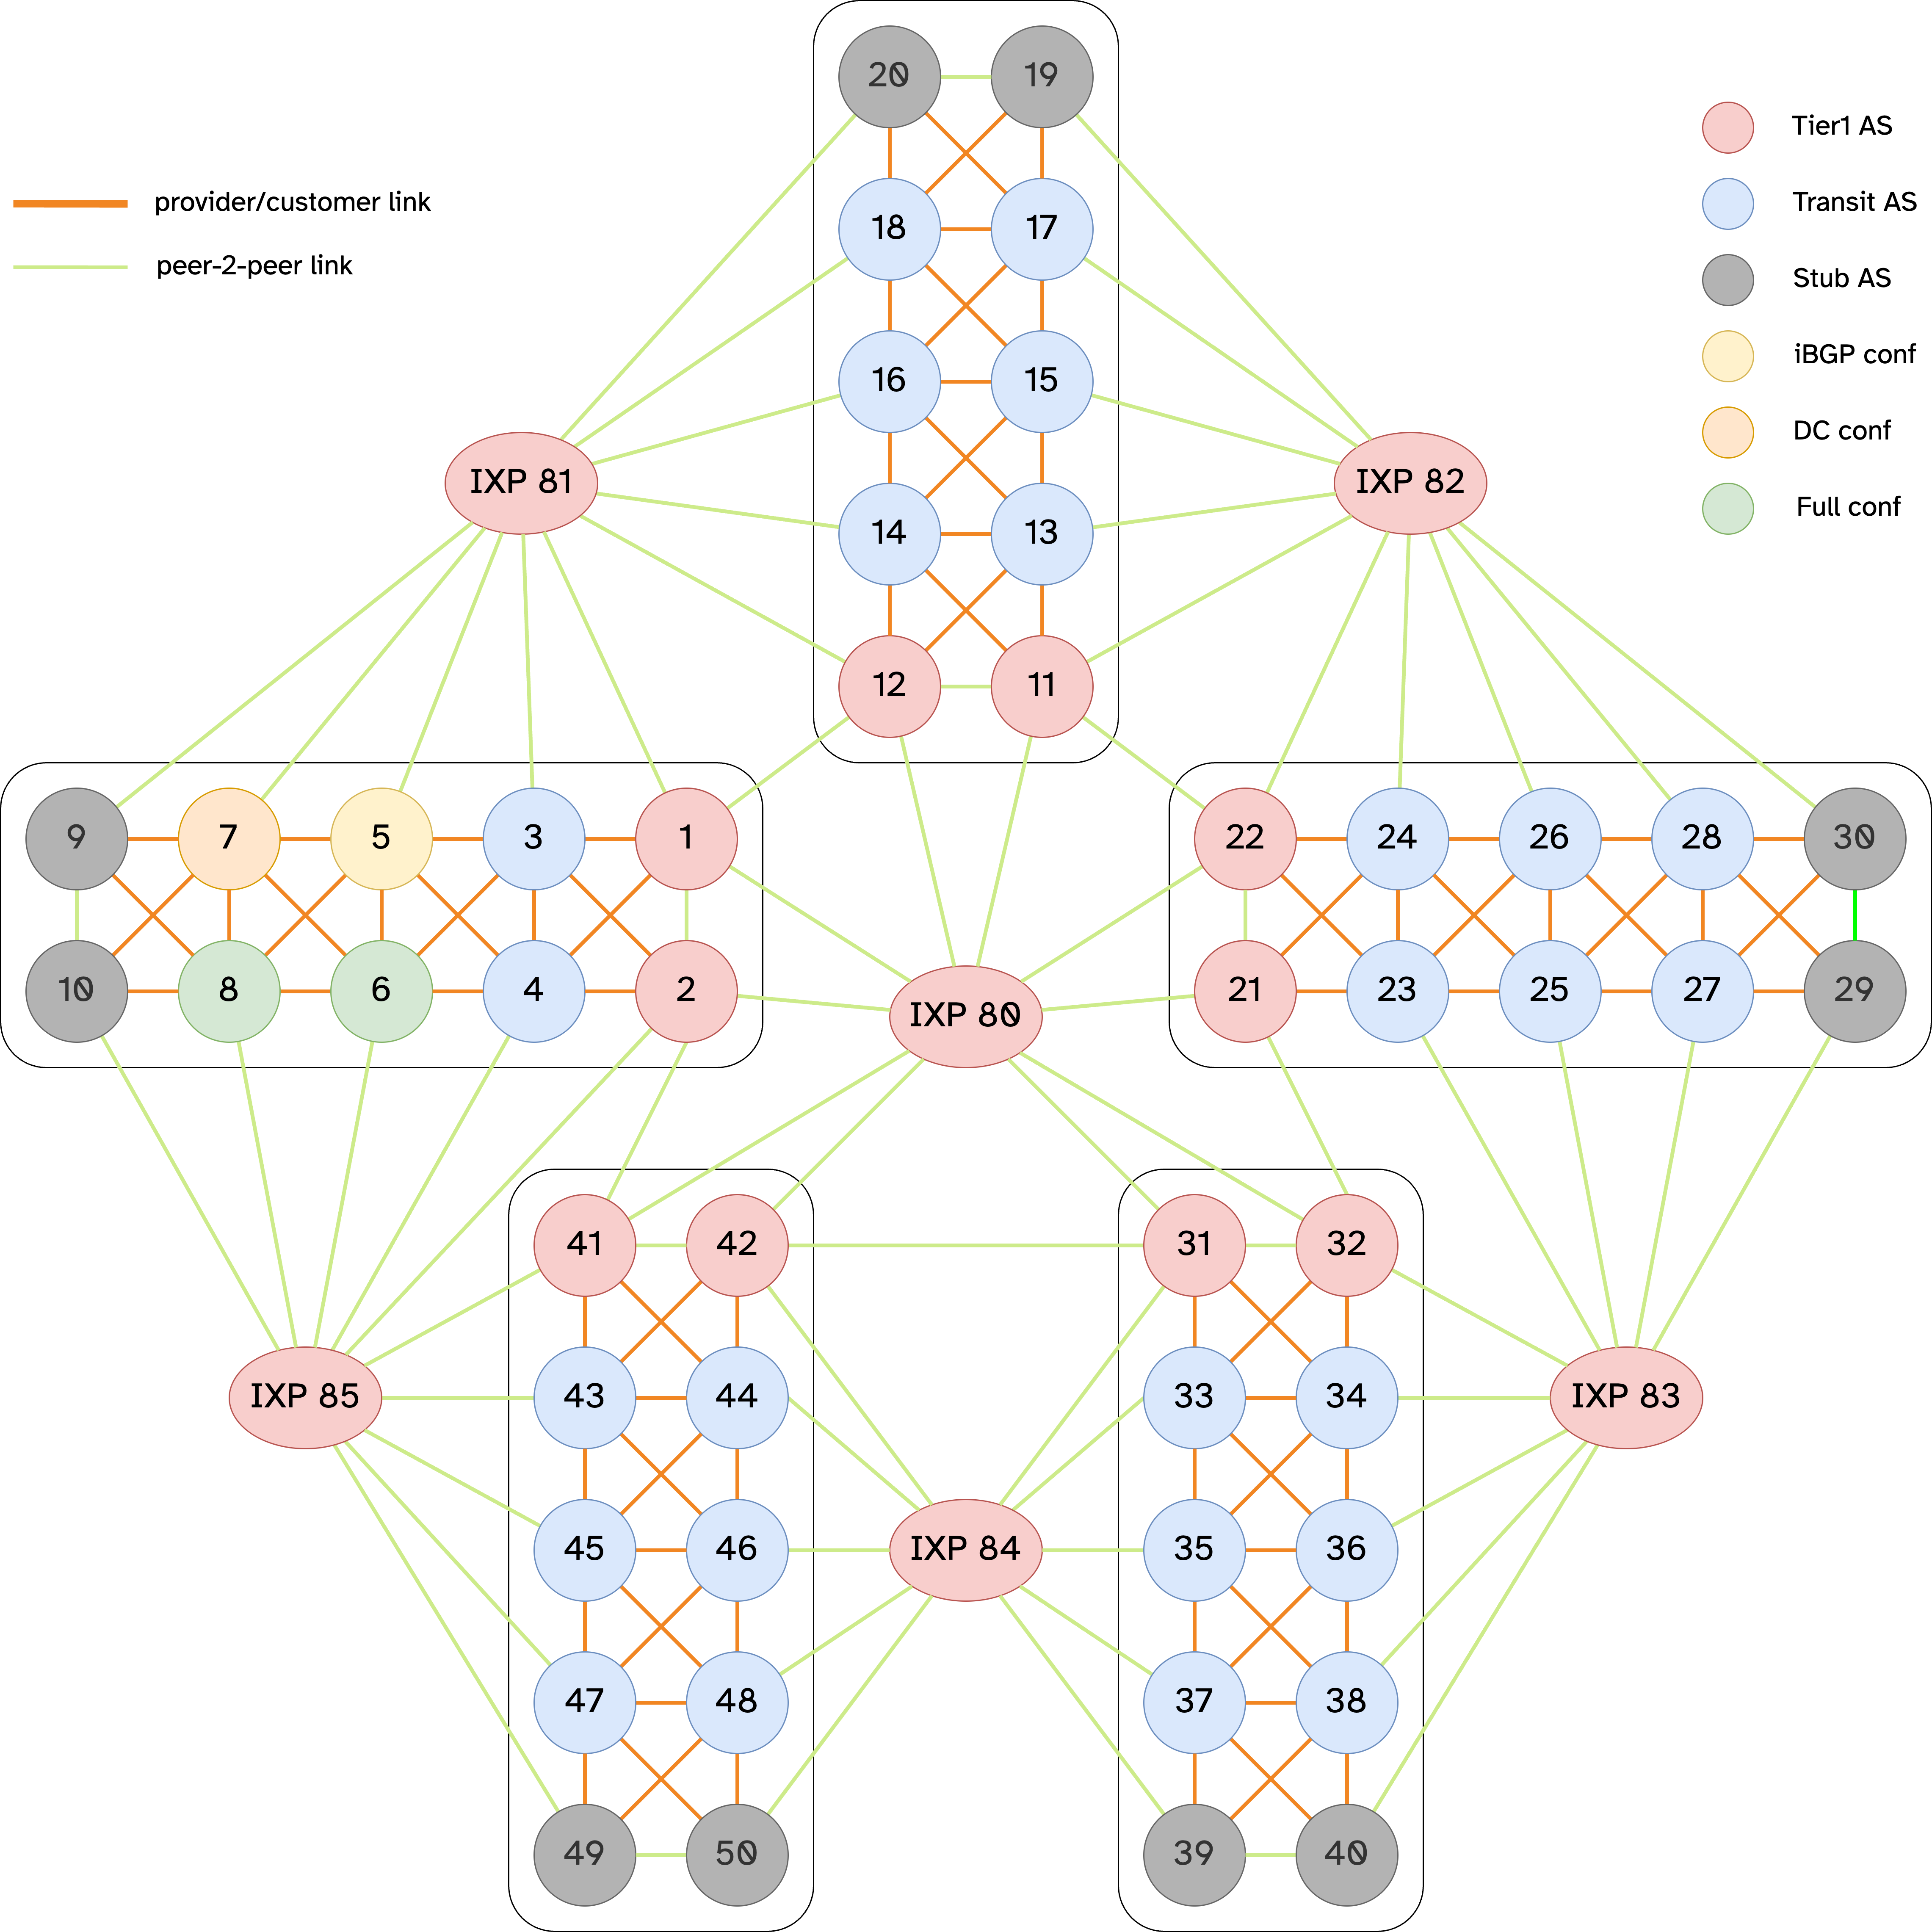 20 19
Tier1 AS
provider/customer link
18 17
Transit AS
peer-2-peer link
Stub AS
16 15
iBGP conf
DC conf
IXP 81
IXP 82
14 13
Full conf
12 11
9 7 5 3 1
22 24 26 28 30
10 8 6 4 2
IXP 80
21 23 25 27 29
41 42
31 32
IXP 85
43 44
33 34
IXP 83
45 46
IXP 84
35 36
47 48
37 38
49 50
39 40